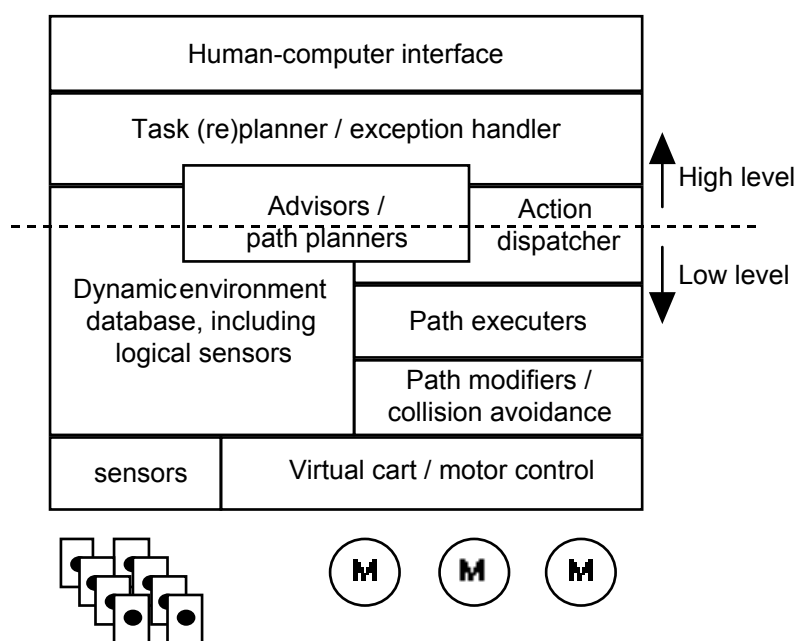 Human-computer interface
Task (re)planner / exception handler
High level
Advisors /
path planners
Action
dispatcher
Low level
Dynamic environment
database, including
logical sensors
Path executers
Path modifiers /
collision avoidance
sensors
Virtual cart / motor control
M
M
M